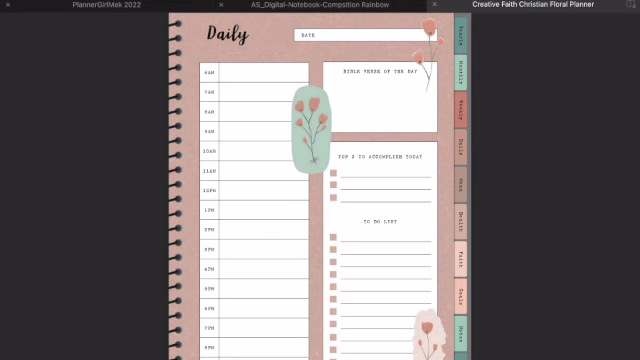 PlannerGirlMek 2022
AS_Digital-Notebook-Compsition Rainbow
Creative Faith Christian Floral Planner
Daily
DATE
BIBLE VERSE OF THE DAY
6AM
7AM
8AM
9AM
10AM
11AM
12PM
1PM
2PM
3PM
4PM
5PM
6PM
7PM
8PM
TOP 3 TO ACCOMPLISH TODAY
TO DO LIST
Monthly
Weekly
Daily
Home
Health
Faith
Goals
Notes